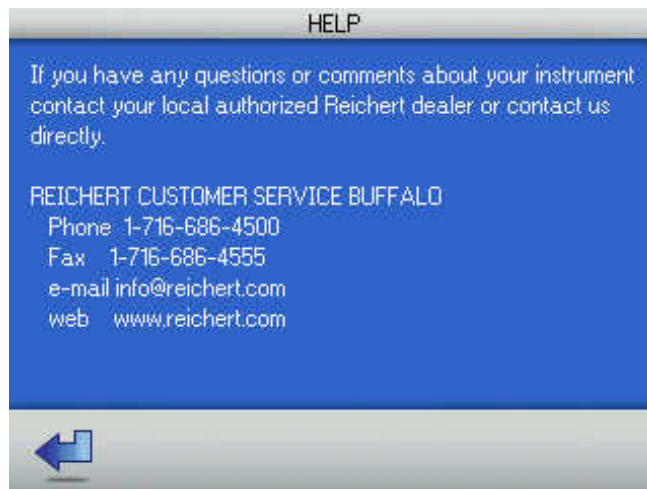 HELP
If you have any questions or comments about your instrument
contact your local authorized Reichert dealer or contact us
directly.
REICHERT CUSTOMER SERVICE BUFFALO
Phone 1-716-686-4500
Fax 1-716-686-4555
e-mail info@reichert.com
web www.reichert.com